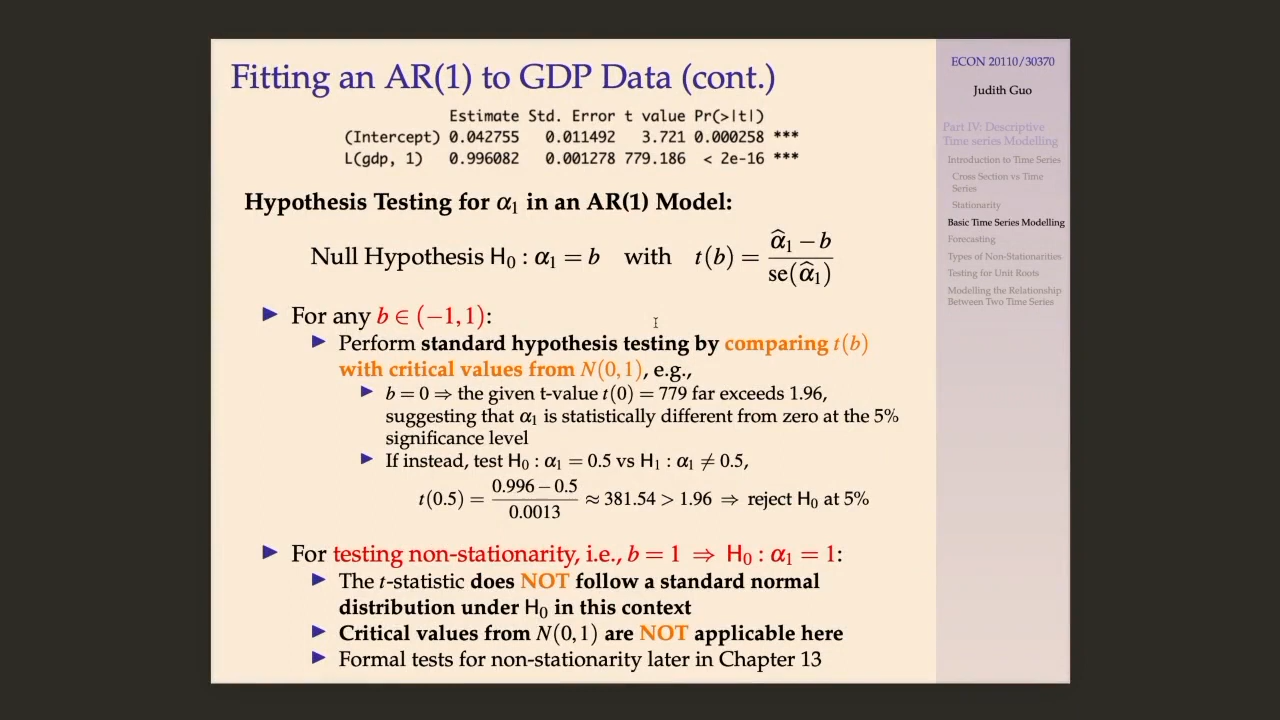 Fitting an AR(1) to GDP Data (cont.)
Estimate Std. Error t value Pr(>|t|)
(Intercept) 0.042755 0.011492 3.721 0.000258 ***
L(gdp, 1) 0.996082 0.001278 779.186 < 2e-16 ***
Hypothesis Testing for α₁ in an AR(1) Model:
Null Hypothesis H₀ : α₁ = b with t(b) = (α̂₁ − b) / se(α̂₁)
▶ For any b ∈ (−1, 1):
▶ Perform standard hypothesis testing by comparing t(b)
with critical values from N(0, 1), e.g.,
▶ b = 0 ⇒ the given t-value t(0) = 779 far exceeds 1.96,
suggesting that α₁ is statistically different from zero at the 5%
significance level
▶ If instead, test H₀ : α₁ = 0.5 vs H₁ : α₁ ≠ 0.5,
t(0.5) = (0.996 − 0.5) / 0.0013 ≈ 381.54 > 1.96 ⇒ reject H₀ at 5%
▶ For testing non-stationarity, i.e., b = 1 ⇒ H₀ : α₁ = 1:
▶ The t-statistic does NOT follow a standard normal
distribution under H₀ in this context
▶ Critical values from N(0, 1) are NOT applicable here
▶ Formal tests for non-stationarity later in Chapter 13
ECON 20110/30370
Judith Guo
Part IV: Descriptive
Time series Modelling
Introduction to Time Series
Cross Section vs Time
Series
Stationarity
Basic Time Series Modelling
Forecasting
Types of Non-Stationarities
Testing for Unit Roots
Modelling the Relationship
Between Two Time Series